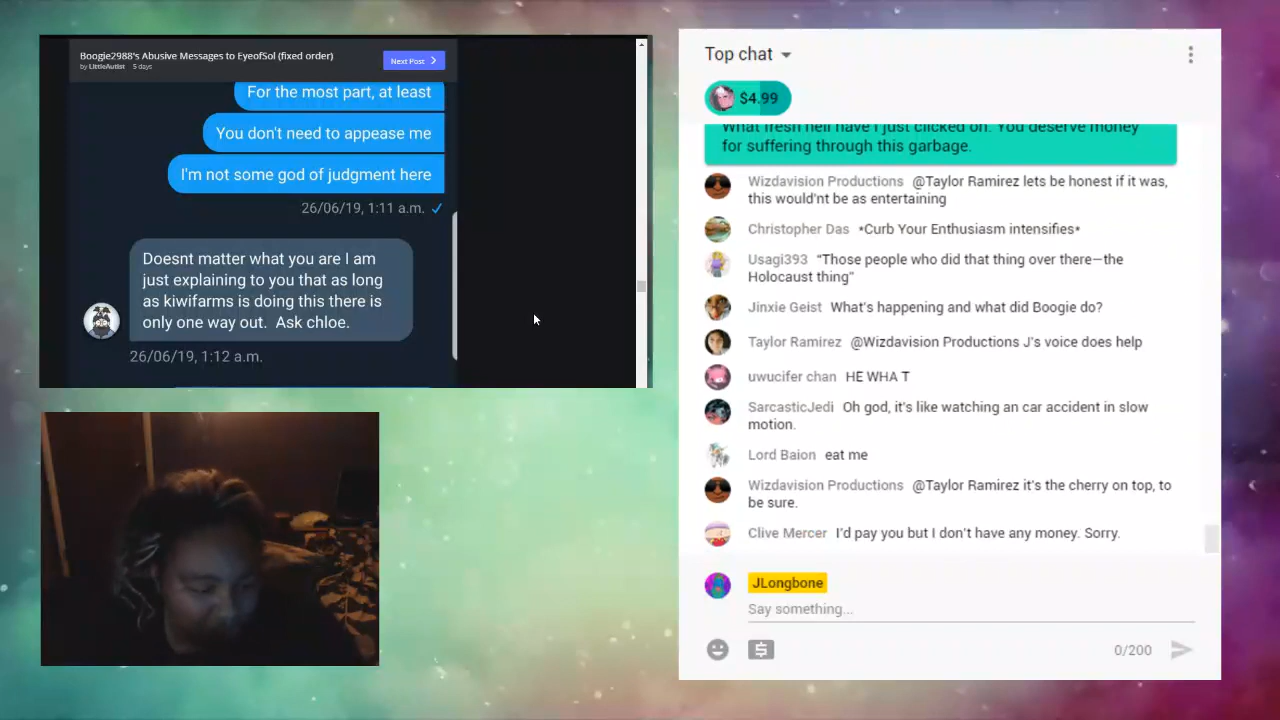 Boogie2988's Abusive Messages to EyeofSol (fixed order)
by LittleAutist 5 days
Next Post
For the most part, at least
You don't need to appease me
I'm not some god of judgment here
26/06/19, 1:11 a.m.
Doesnt matter what you are I am
just explaining to you that as long
as kiwifarms is doing this there is
only one way out. Ask chloe.
26/06/19, 1:12 a.m.
Top chat
$4.99
What fresh hell have I just clicked on. You deserve money
for suffering through this garbage.
Wizdavision Productions @Taylor Ramirez lets be honest if it was,
this would'nt be as entertaining
Christopher Das *Curb Your Enthusiasm intensifies*
Usagi393 “Those people who did that thing over there—the
Holocaust thing”
Jinxie Geist What's happening and what did Boogie do?
Taylor Ramirez @Wizdavision Productions J's voice does help
uwucifer chan HE WHA T
SarcasticJedi Oh god, it's like watching an car accident in slow
motion.
Lord Baion eat me
Wizdavision Productions @Taylor Ramirez it's the cherry on top, to
be sure.
Clive Mercer I'd pay you but I don't have any money. Sorry.
JLongbone
Say something...
0/200